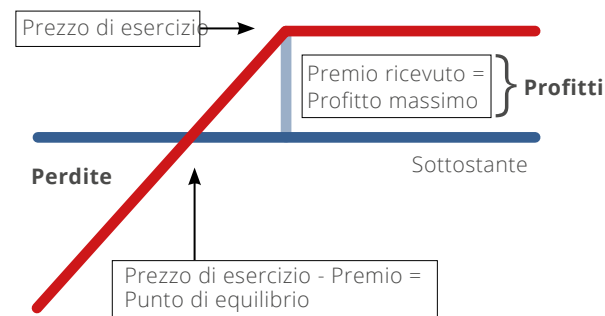 Prezzo di esercizio
Premio ricevuto =
Profitto massimo
Profitti
Sottostante
Perdite
Prezzo di esercizio - Premio =
Punto di equilibrio